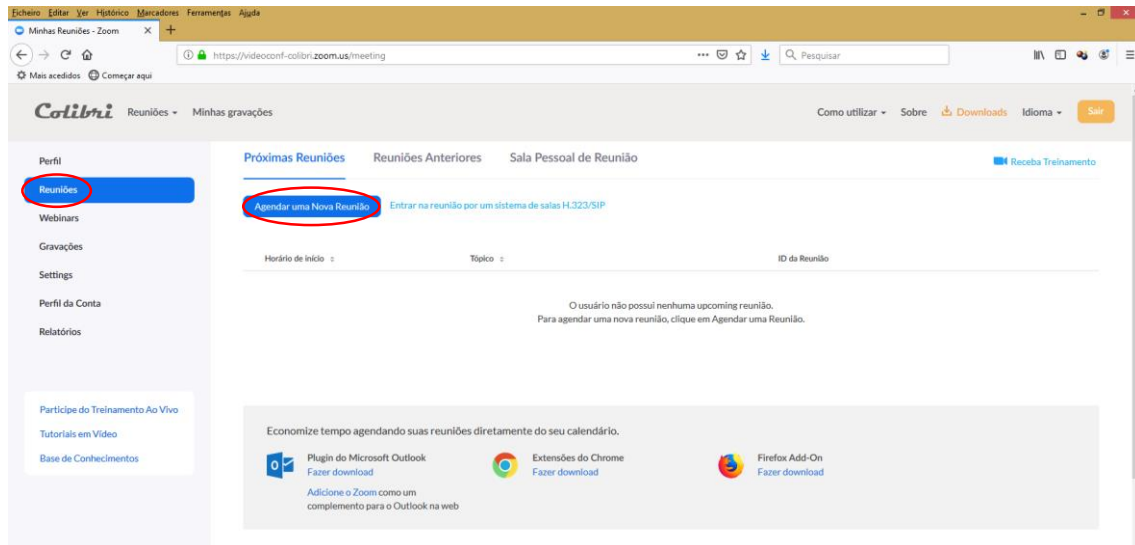 Ficheiro Editar Ver Histórico Marcadores Ferramentas Ajuda
Minhas Reuniões - Zoom
https://videoconf-colibri.zoom.us/meeting
Pesquisar
Mais acedidos Começar aqui
Colibri Reuniões Minhas gravações Como utilizar Sobre Downloads Idioma Sair
Perfil
Reuniões
Webinars
Gravações
Settings
Perfil da Conta
Relatórios
Participe do Treinamento Ao Vivo
Tutoriais em Vídeo
Base de Conhecimentos
Próximas Reuniões Reuniões Anteriores Sala Pessoal de Reunião
Receba Treinamento
Agendar uma Nova Reunião Entrar na reunião por um sistema de salas H.323/SIP
Horário de início Tópico ID da Reunião
O usuário não possui nenhuma upcoming reunião.
Para agendar uma nova reunião, clique em Agendar uma Reunião.
Economize tempo agendando suas reuniões diretamente do seu calendário.
Plugin do Microsoft Outlook
Fazer download
Adicione o Zoom como um
complemento para o Outlook na web
Extensões do Chrome
Fazer download
Firefox Add-On
Fazer download